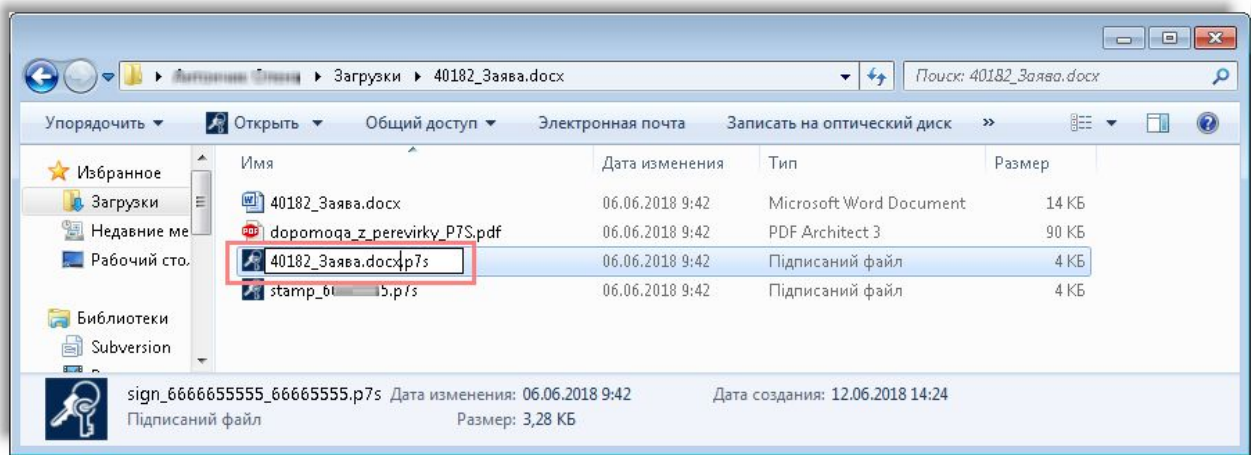 Загрузки 40182_Заява.docx Поиск: 40182_Заява.docx
Упорядочить Открыть Общий доступ Электронная почта Записать на оптический диск »
Имя Дата изменения Тип Размер
Избранное
Загрузки
Недавние ме
Рабочий сто
Библиотеки
Subversion
40182_Заява.docx 06.06.2018 9:42 Microsoft Word Document 14 КБ
dopomoga_z_perevirky_P7S.pdf 06.06.2018 9:42 PDF Architect 3 90 КБ
40182_Заява.docx.p7s 06.06.2018 9:42 Підписаний файл 4 КБ
stamp_6 5.p7s 06.06.2018 9:42 Підписаний файл 4 КБ
sign_6666655555_66665555.p7s Дата изменения: 06.06.2018 9:42 Дата создания: 12.06.2018 14:24
Підписаний файл Размер: 3,28 КБ